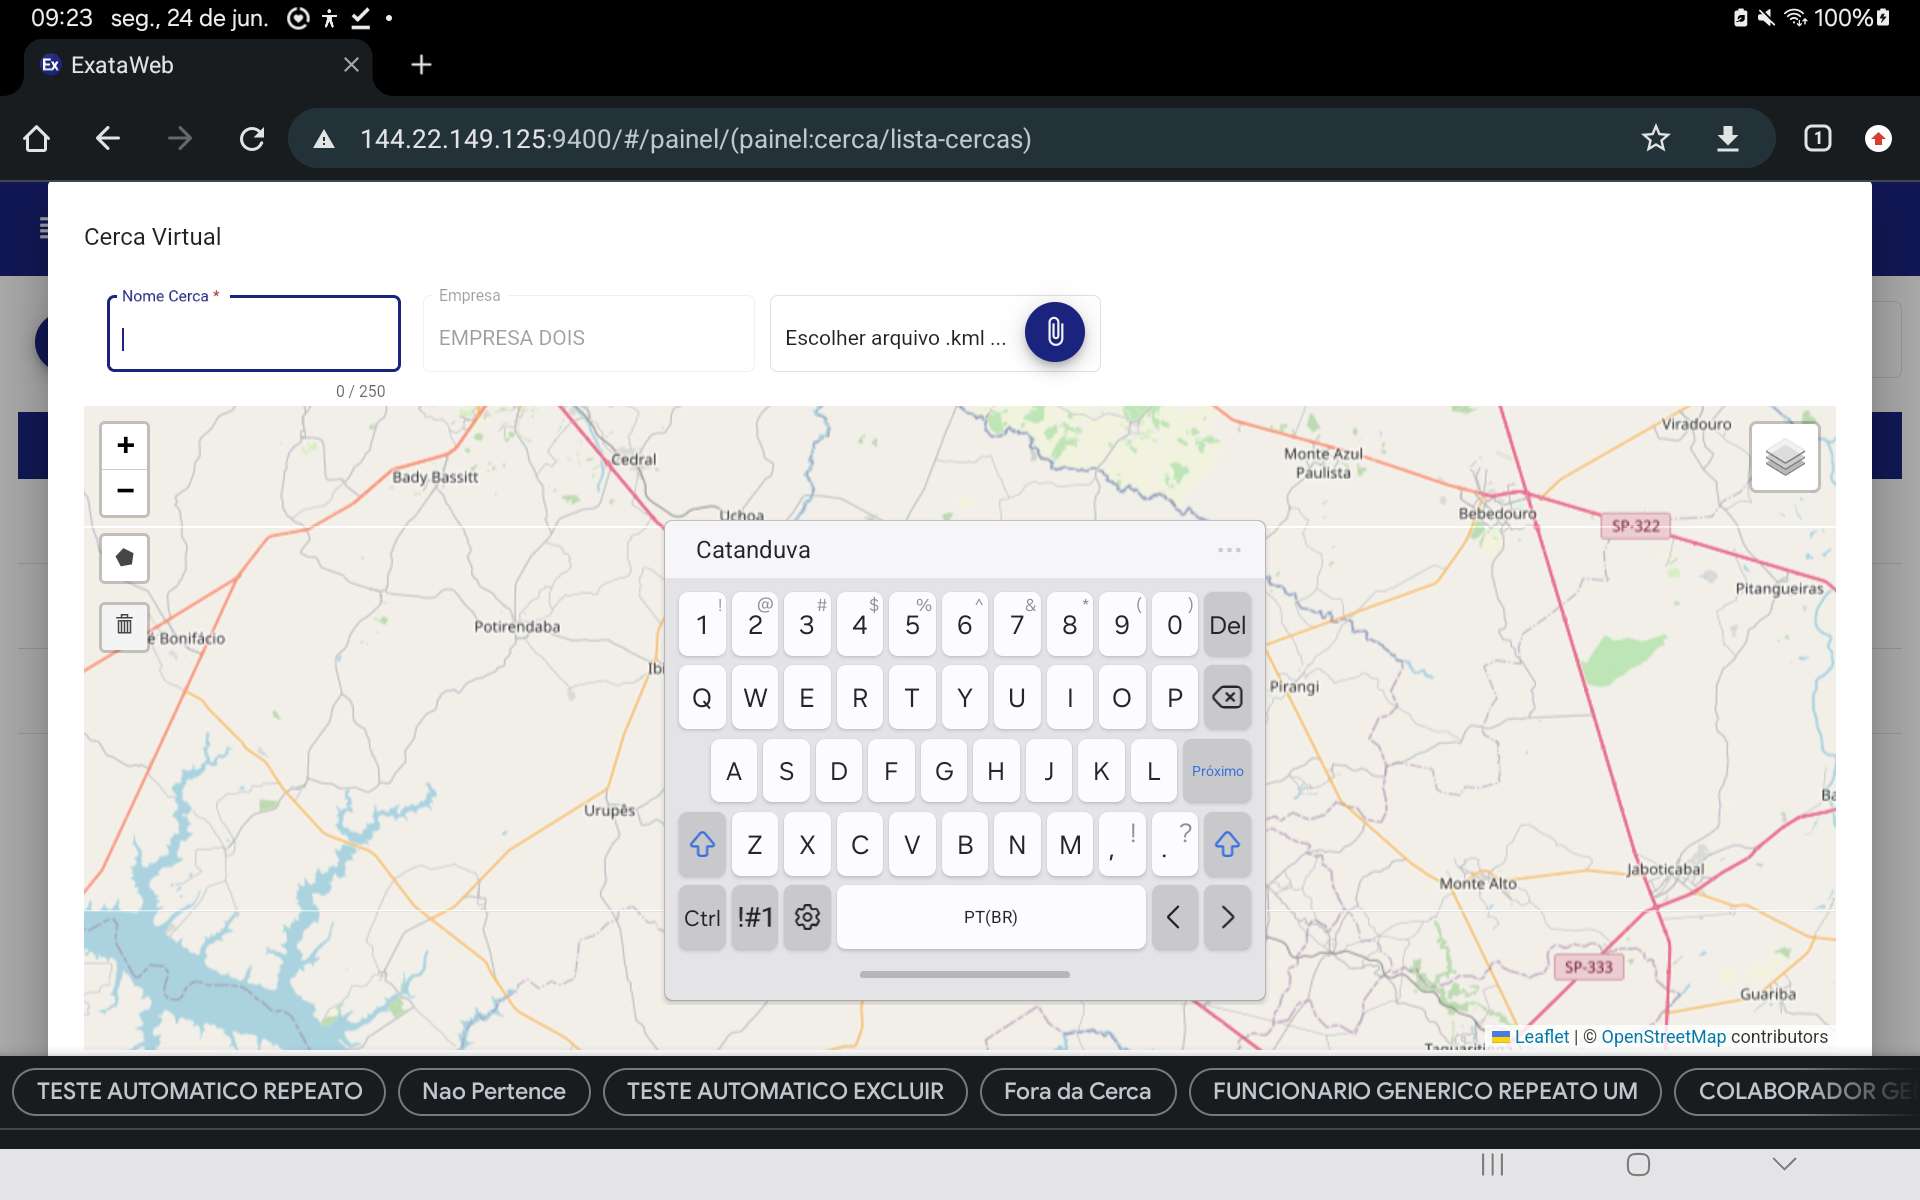 09:23 seg., 24 de jun.
100%
Ex ExataWeb
144.22.149.125:9400/#/painel/(painel:cerca/lista-cercas)
1
Cerca Virtual
Nome Cerca *
Empresa
EMPRESA DOIS
Escolher arquivo .kml ...
0 / 250
+
−
Viradouro
Cedral
Monte Azul
Paulista
Bady Bassitt
Uchoa
Bebedouro
SP-322
Pitangueiras
Potirendaba
é Bonifácio
Ibi
Pirangi
Urupês
Ba
Jaboticabal
Monte Alto
SP-333
Guariba
Catanduva
! @ # $ % ^ & * ( )
1 2 3 4 5 6 7 8 9 0 Del
Q W E R T Y U I O P
A S D F G H J K L Próximo
Z X C V B N M , ! . ?
Ctrl !#1 PT(BR) < >
Leaflet | © OpenStreetMap contributors
TESTE AUTOMATICO REPEATO
Nao Pertence
TESTE AUTOMATICO EXCLUIR
Fora da Cerca
FUNCIONARIO GENERICO REPEATO UM
COLABORADOR GE